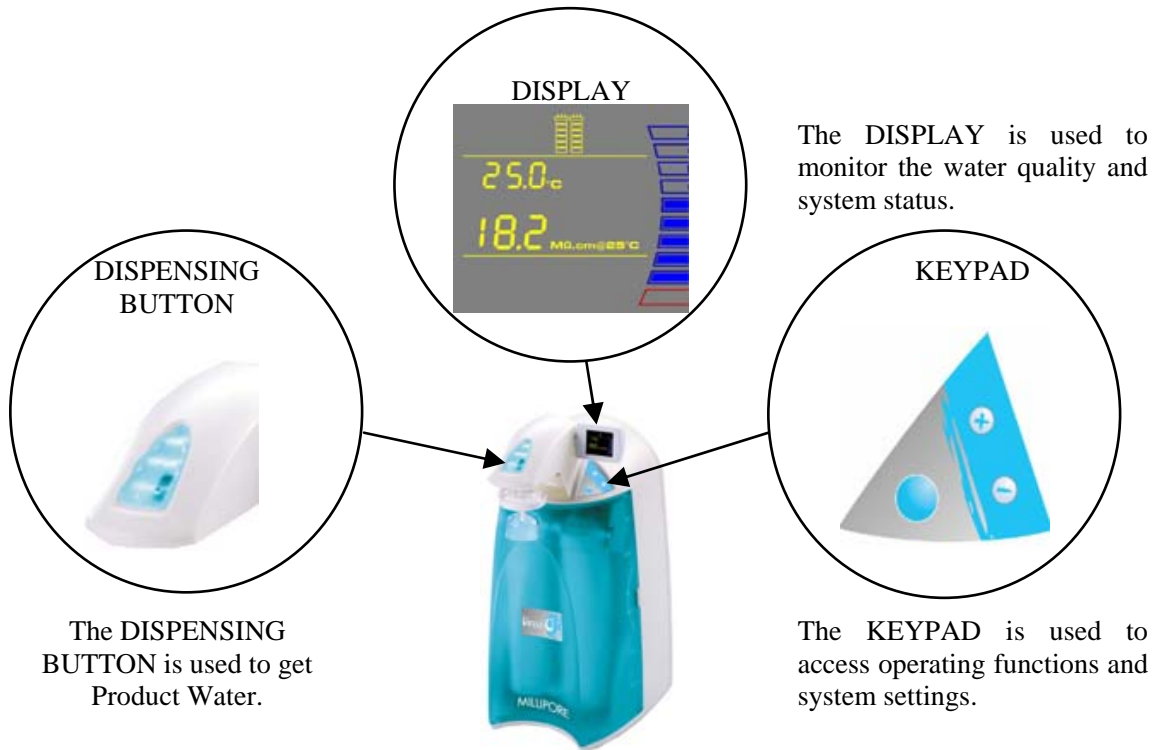 DISPLAY
25.0°C
18.2 MΩ.cm@25°C
The DISPLAY is used to
monitor the water quality and
system status.
DISPENSING
BUTTON
KEYPAD
+
-
The DISPENSING
BUTTON is used to get
Product Water.
MILLIPORE
The KEYPAD is used to
access operating functions and
system settings.